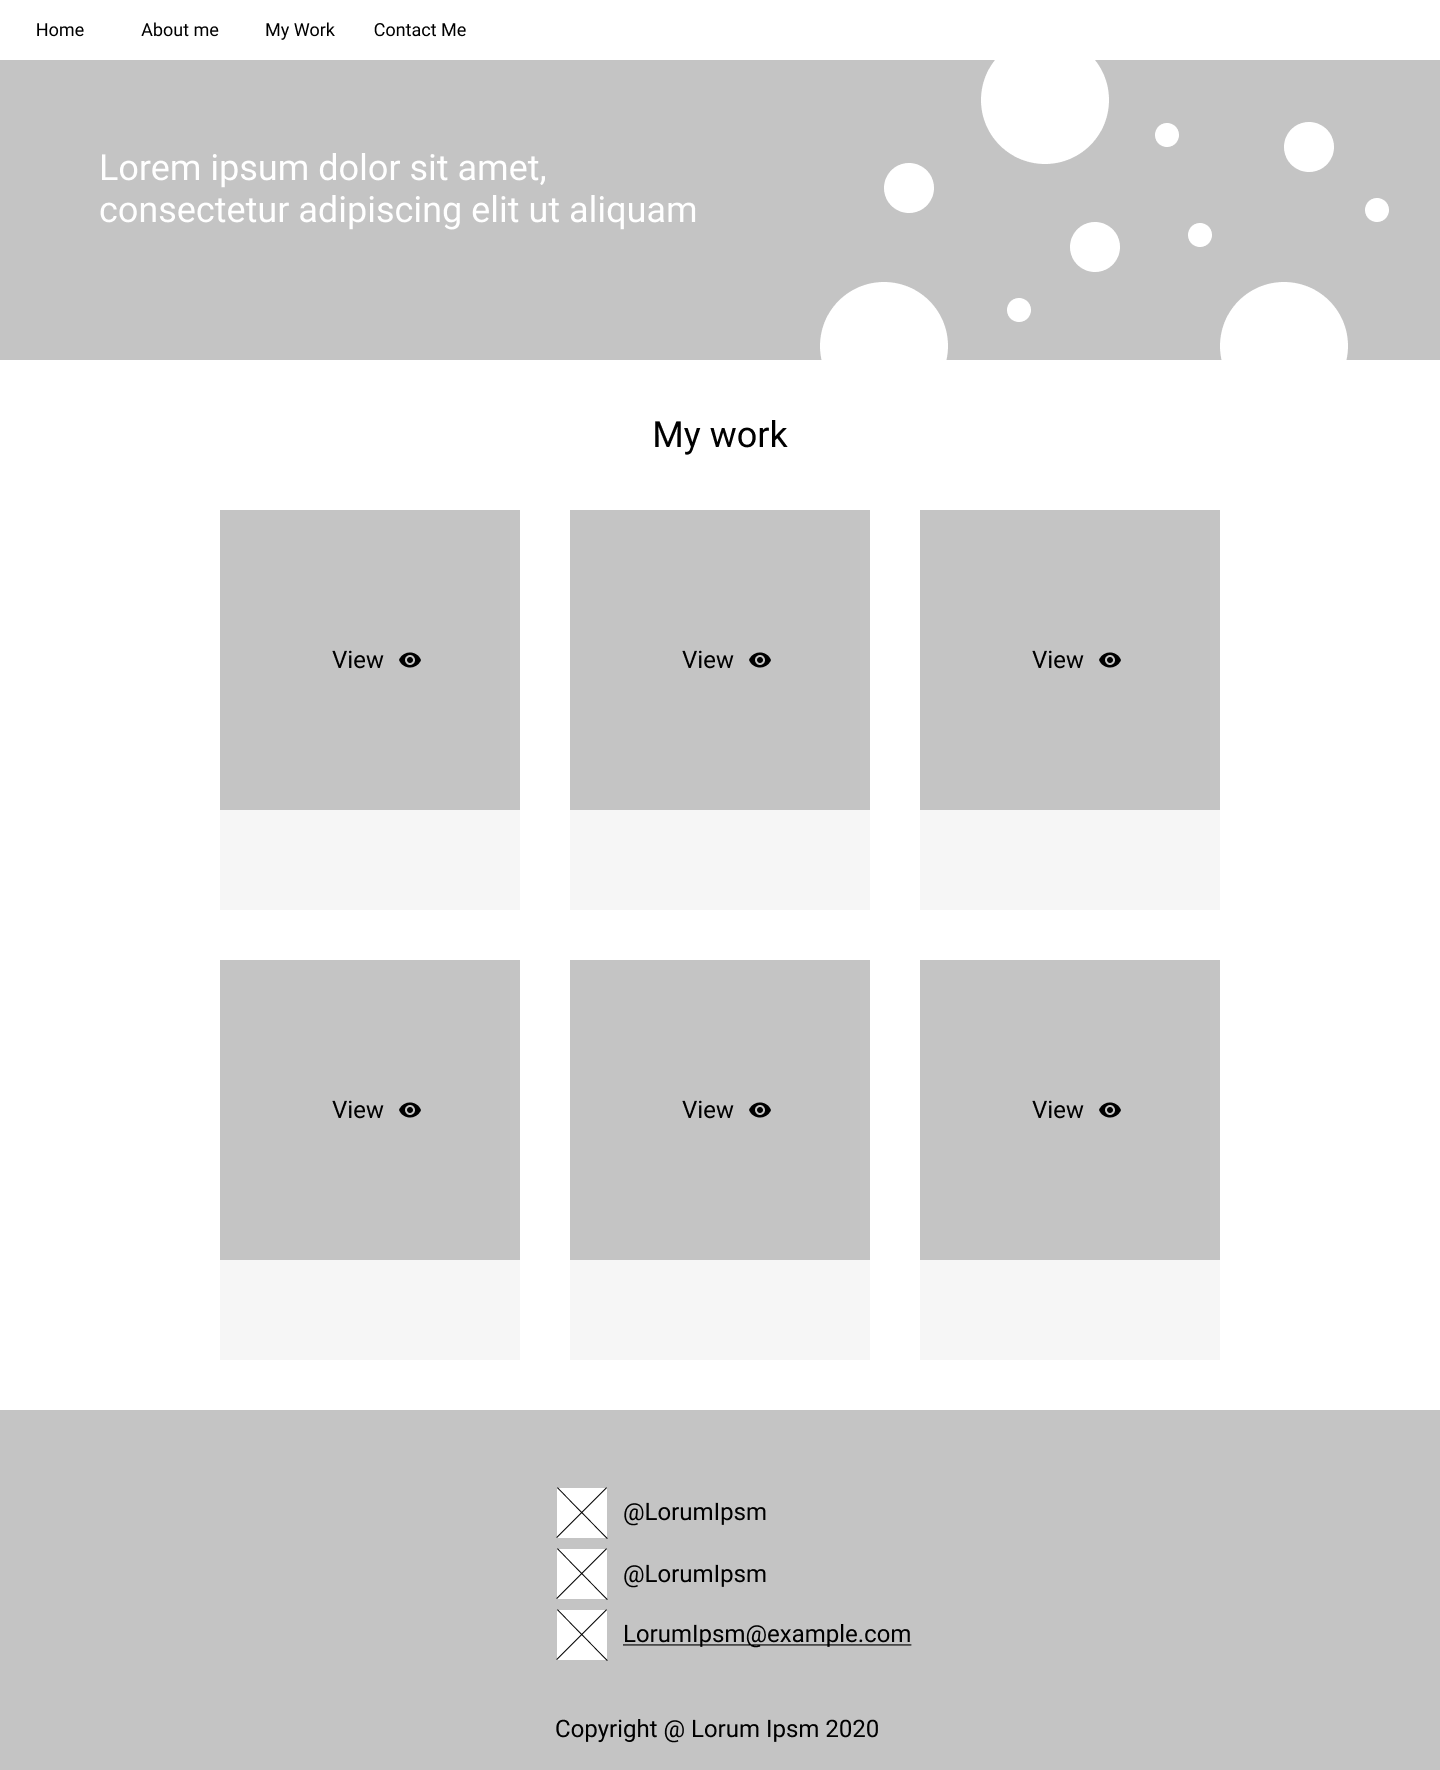 Home About me My Work Contact Me
Lorem ipsum dolor sit amet,
consectetur adipiscing elit ut aliquam
My work
View View View
View View View
@LorumIpsm
@LorumIpsm
LorumIpsm@example.com
Copyright @ Lorum Ipsm 2020